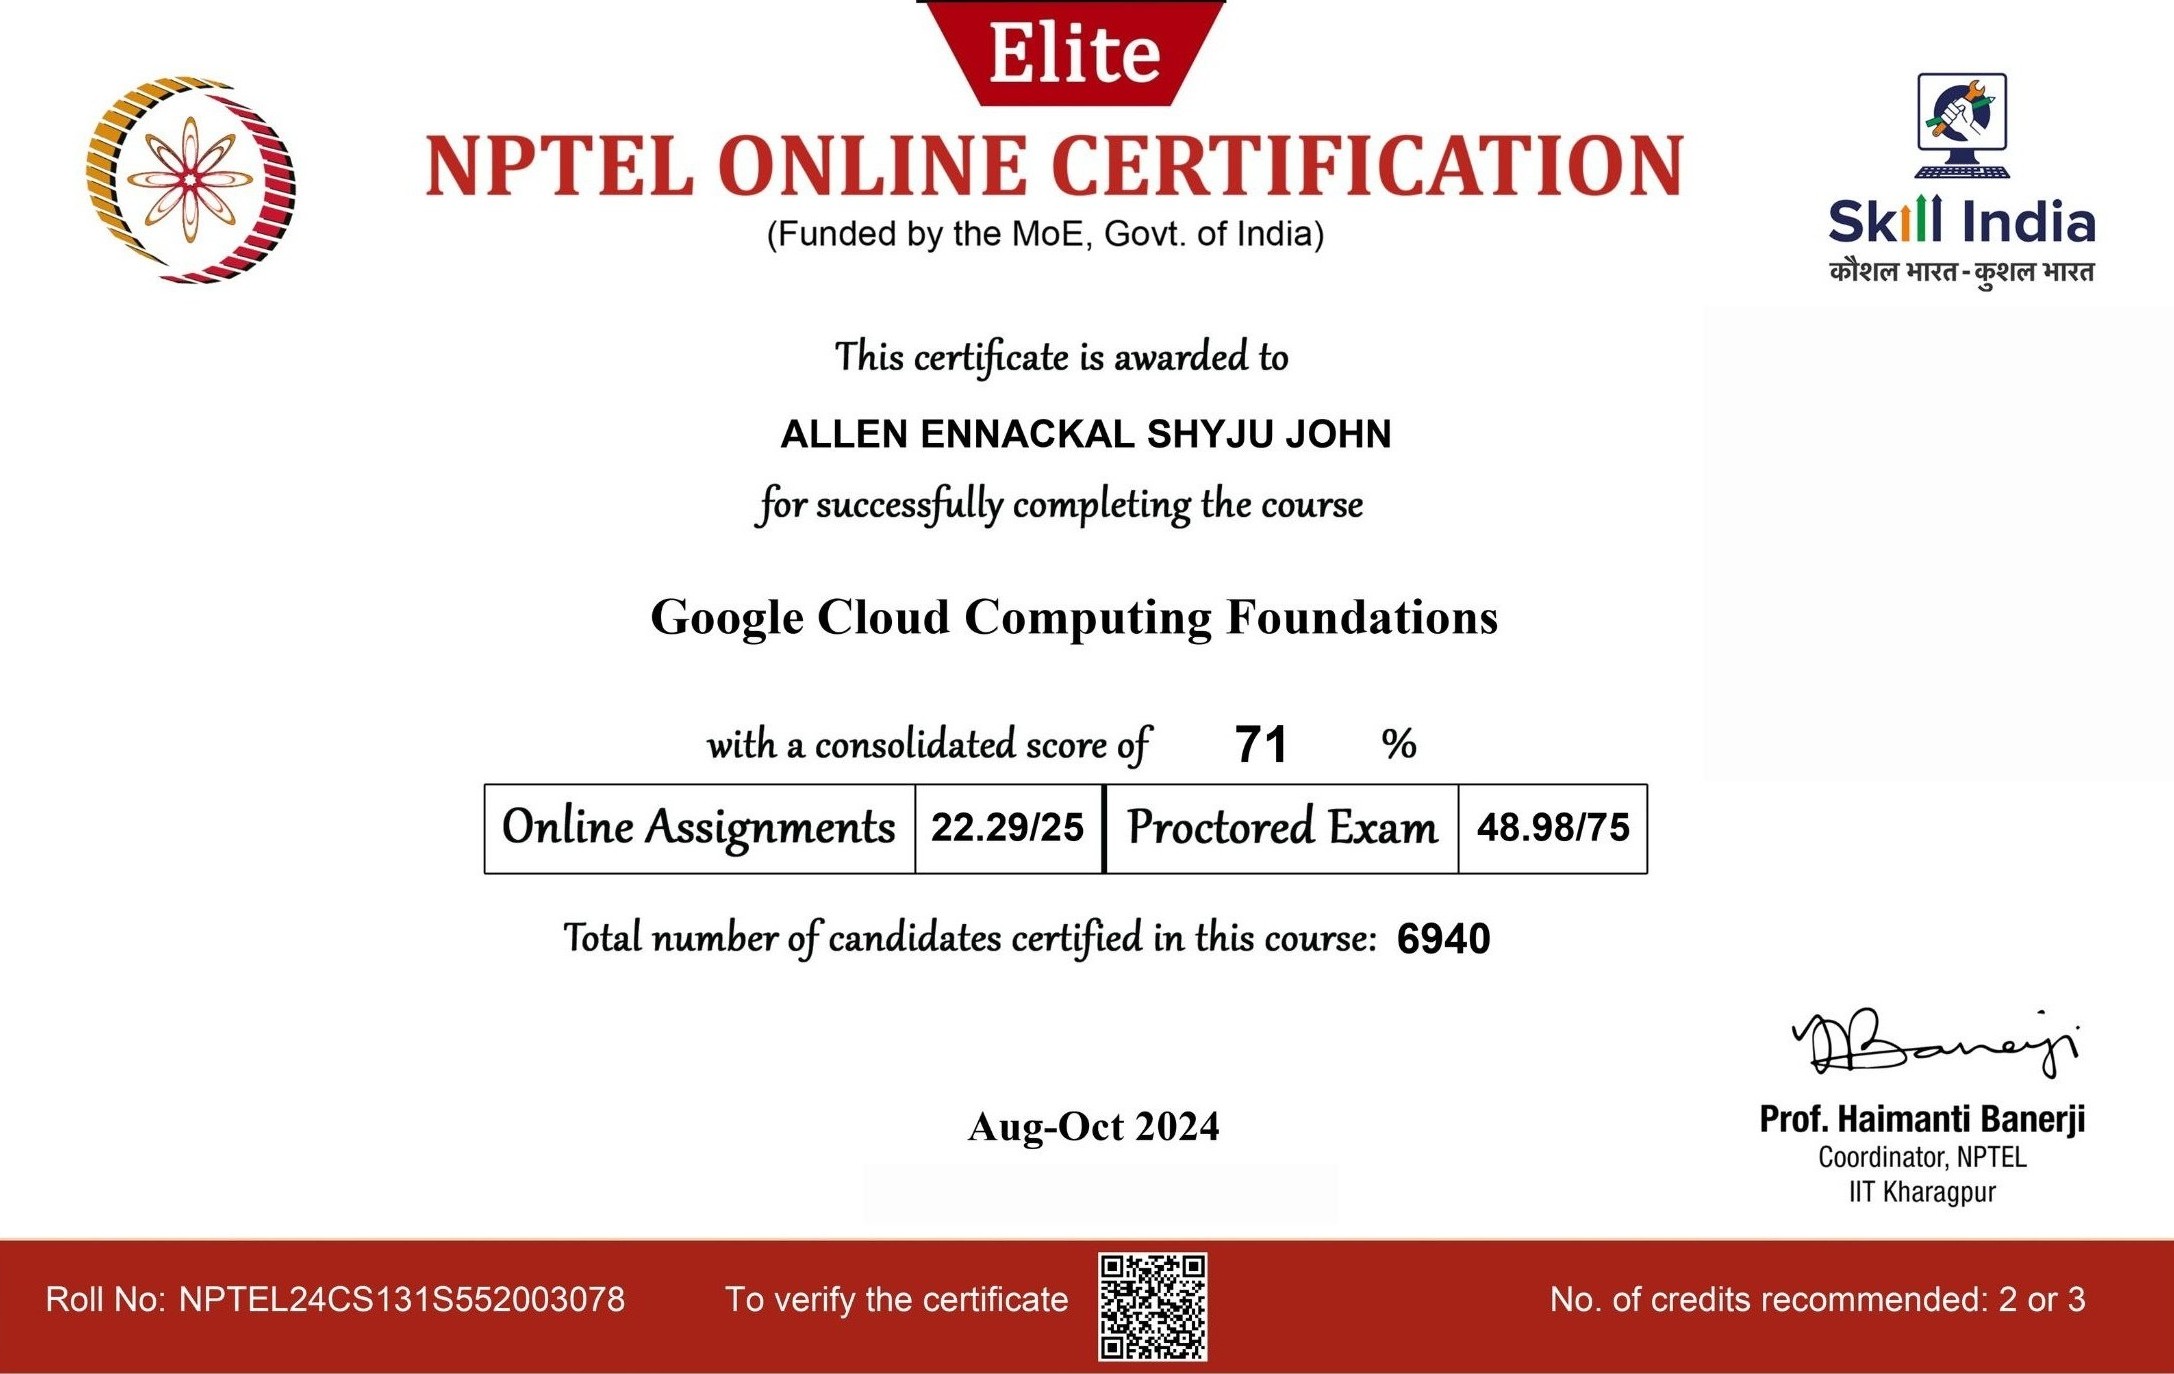 Elite
NPTEL ONLINE CERTIFICATION
(Funded by the MoE, Govt. of India)
Skill India
कौशल भारत - कुशल भारत
This certificate is awarded to
ALLEN ENNACKAL SHYJU JOHN
for successfully completing the course
Google Cloud Computing Foundations
with a consolidated score of 71 %
Online Assignments 22.29/25 Proctored Exam 48.98/75
Total number of candidates certified in this course: 6940
Banerji
Aug-Oct 2024
Prof. Haimanti Banerji
Coordinator, NPTEL
IIT Kharagpur
Roll No: NPTEL24CS131S552003078 To verify the certificate No. of credits recommended: 2 or 3